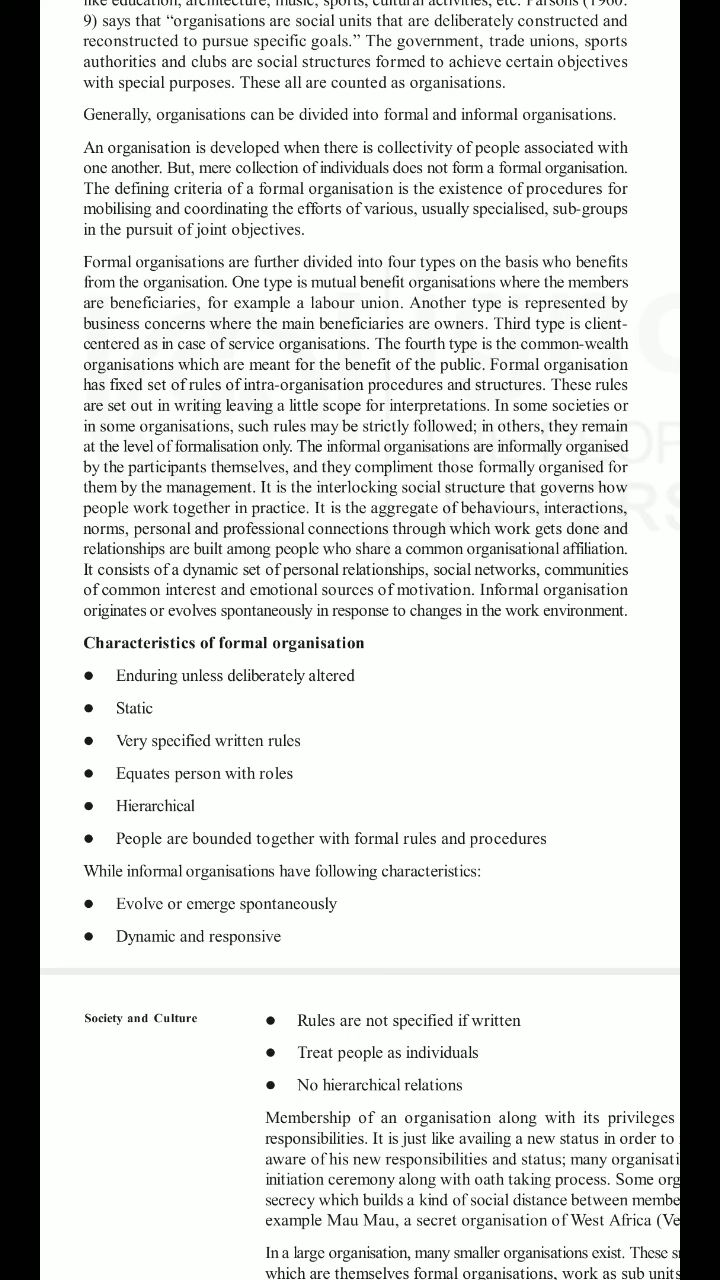 like education, architecture, music, sports, cultural activities, etc. Parsons (1960:
9) says that “organisations are social units that are deliberately constructed and
reconstructed to pursue specific goals.” The government, trade unions, sports
authorities and clubs are social structures formed to achieve certain objectives
with special purposes. These all are counted as organisations.
Generally, organisations can be divided into formal and informal organisations.
An organisation is developed when there is collectivity of people associated with
one another. But, mere collection of individuals does not form a formal organisation.
The defining criteria of a formal organisation is the existence of procedures for
mobilising and coordinating the efforts of various, usually specialised, sub-groups
in the pursuit of joint objectives.
Formal organisations are further divided into four types on the basis who benefits
from the organisation. One type is mutual benefit organisations where the members
are beneficiaries, for example a labour union. Another type is represented by
business concerns where the main beneficiaries are owners. Third type is client-
centered as in case of service organisations. The fourth type is the common-wealth
organisations which are meant for the benefit of the public. Formal organisation
has fixed set of rules of intra-organisation procedures and structures. These rules
are set out in writing leaving a little scope for interpretations. In some societies or
in some organisations, such rules may be strictly followed; in others, they remain
at the level of formalisation only. The informal organisations are informally organised
by the participants themselves, and they compliment those formally organised for
them by the management. It is the interlocking social structure that governs how
people work together in practice. It is the aggregate of behaviours, interactions,
norms, personal and professional connections through which work gets done and
relationships are built among people who share a common organisational affiliation.
It consists of a dynamic set of personal relationships, social networks, communities
of common interest and emotional sources of motivation. Informal organisation
originates or evolves spontaneously in response to changes in the work environment.
Characteristics of formal organisation
● Enduring unless deliberately altered
● Static
● Very specified written rules
● Equates person with roles
● Hierarchical
● People are bounded together with formal rules and procedures
While informal organisations have following characteristics:
● Evolve or emerge spontaneously
● Dynamic and responsive
Society and Culture
● Rules are not specified if written
● Treat people as individuals
● No hierarchical relations
Membership of an organisation along with its privileges
responsibilities. It is just like availing a new status in order to
aware of his new responsibilities and status; many organisati
initiation ceremony along with oath taking process. Some org
secrecy which builds a kind of social distance between membe
example Mau Mau, a secret organisation of West Africa (Ve
In a large organisation, many smaller organisations exist. These s
which are themselves formal organisations, work as sub units